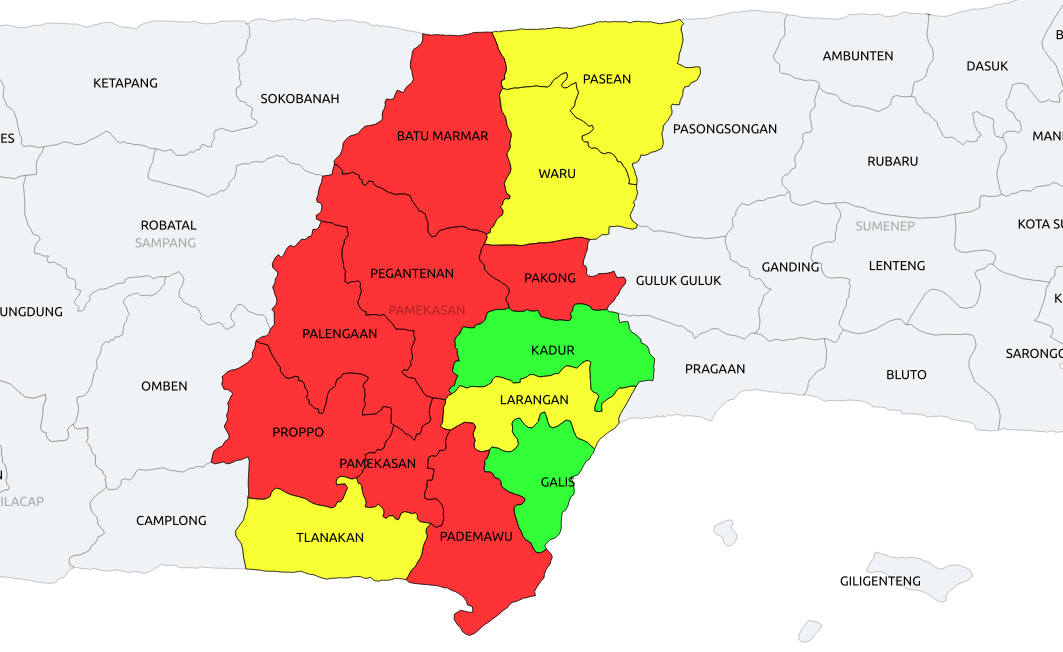 KETAPANG
SOKOBANAH
BATU MARMAR
PASEAN
PASONGSONGAN
AMBUNTEN
DASUK
B
ES
WARU
RUBARU
MAN
ROBATAL
SAMPANG
SUMENEP
KOTA SU
PEGANTENAN
PAKONG
GULUK GULUK
GANDING
LENTENG
UNGDUNG
PAMEKASAN
K
PALENGAAN
KADUR
PRAGAAN
BLUTO
SARONGG
OMBEN
LARANGAN
PROPPO
PAMEKASAN
GALIS
N
ILACAP
CAMPLONG
TLANAKAN
PADEMAWU
GILIGENTENG